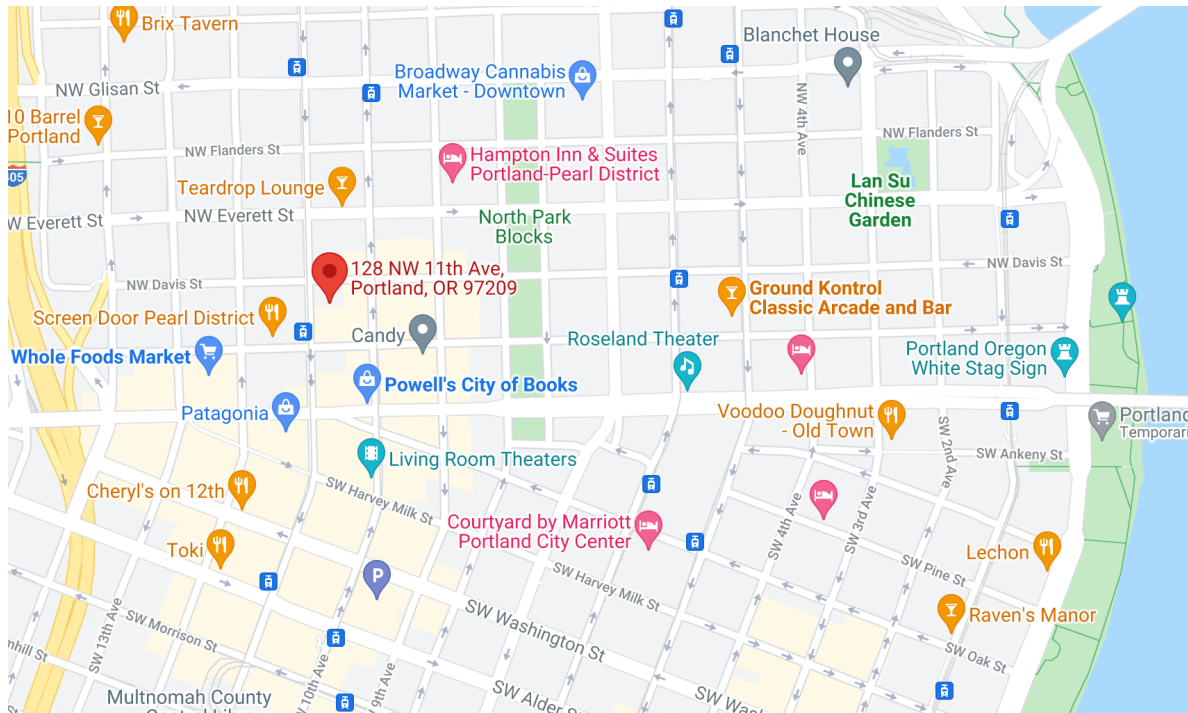 Brix Tavern
Blanchet House
Broadway Cannabis
Market - Downtown
NW Glisan St
NW 4th Ave
10 Barrel
Portland
NW Flanders St
NW Flanders St
Hampton Inn & Suites
Portland-Pearl District
05
Teardrop Lounge
Lan Su
Chinese
Garden
W Everett St
NW Everett St
North Park
Blocks
128 NW 11th Ave,
Portland, OR 97209
NW Davis St
NW Davis St
Ground Kontrol
Classic Arcade and Bar
Screen Door Pearl District
Candy
Roseland Theater
Whole Foods Market
Portland Oregon
White Stag Sign
Powell's City of Books
Patagonia
Voodoo Doughnut
- Old Town
Portland
Temporari
SW 2nd Ave
SW Ankeny St
Living Room Theaters
Cheryl's on 12th
SW Harvey Milk St
Courtyard by Marriott
Portland City Center
SW 4th Ave
SW 3rd Ave
Toki
Lechon
P
SW Harvey Milk St
SW Pine St
SW 13th Ave
SW Morrison St
SW Washington St
Raven's Manor
mhill St
SW Oak St
W 10th Ave
9th Ave
Multnomah County
SW Alder S
SW Was